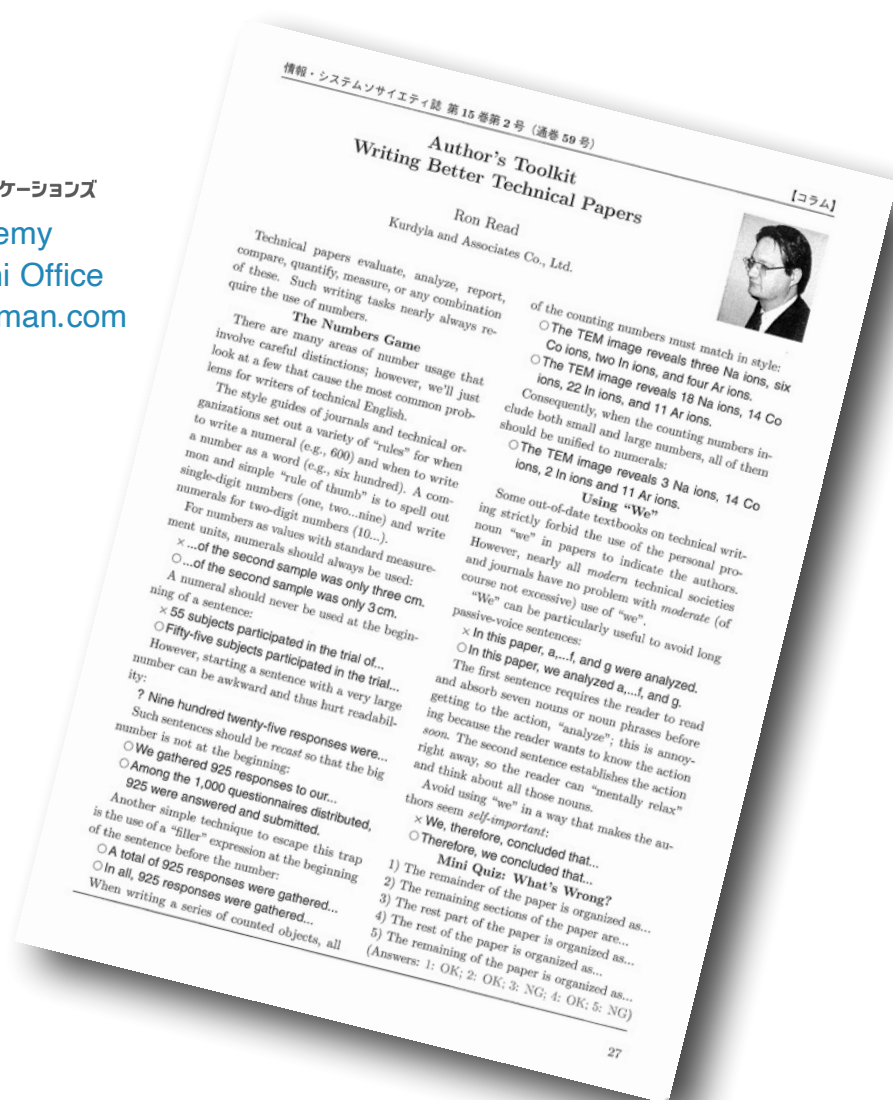 ケーションズ
emy
ni Office
man.com
情報・システムソサイエティ誌 第 15 巻第 2 号（通巻 59 号）
【コラム】
Author's Toolkit
Writing Better Technical Papers
Ron Read
Kurdyla and Associates Co., Ltd.
Technical papers evaluate, analyze, report,
compare, quantify, measure, or any combination
of these. Such writing tasks nearly always re-
quire the use of numbers.
The Numbers Game
There are many areas of number usage that
involve careful distinctions; however, we'll just
look at a few that cause the most common prob-
lems for writers of technical English.
The style guides of journals and technical or-
ganizations set out a variety of "rules" for when
to write a numeral (e.g., 600) and when to write
a number as a word (e.g., six hundred). A com-
mon and simple "rule of thumb" is to spell out
single-digit numbers (one, two...nine) and write
numerals for two-digit numbers (10...).
For numbers as values with standard measure-
ment units, numerals should always be used:
× ...of the second sample was only three cm.
○ ...of the second sample was only 3 cm.
A numeral should never be used at the begin-
ning of a sentence:
× 55 subjects participated in the trial of...
○ Fifty-five subjects participated in the trial...
However, starting a sentence with a very large
number can be awkward and thus hurt readabil-
ity:
? Nine hundred twenty-five responses were...
Such sentences should be recast so that the big
number is not at the beginning:
○ We gathered 925 responses to our...
○ Among the 1,000 questionnaires distributed,
925 were answered and submitted.
Another simple technique to escape this trap
is the use of a "filler" expression at the beginning
of the sentence before the number:
○ A total of 925 responses were gathered...
○ In all, 925 responses were gathered...
When writing a series of counted objects, all
of the counting numbers must match in style:
○ The TEM image reveals three Na ions, six
Co ions, two In ions, and four Ar ions.
○ The TEM image reveals 18 Na ions, 14 Co
ions, 22 In ions, and 11 Ar ions.
Consequently, when the counting numbers in-
clude both small and large numbers, all of them
should be unified to numerals:
○ The TEM image reveals 3 Na ions, 14 Co
ions, 2 In ions and 11 Ar ions.
Using "We"
Some out-of-date textbooks on technical writ-
ing strictly forbid the use of the personal pro-
noun "we" in papers to indicate the authors.
However, nearly all modern technical societies
and journals have no problem with moderate (of
course not excessive) use of "we".
"We" can be particularly useful to avoid long
passive-voice sentences:
× In this paper, a,...f, and g were analyzed.
○ In this paper, we analyzed a,...f, and g.
The first sentence requires the reader to read
and absorb seven nouns or noun phrases before
getting to the action, "analyze"; this is annoy-
ing because the reader wants to know the action
soon. The second sentence establishes the action
right away, so the reader can "mentally relax"
and think about all those nouns.
Avoid using "we" in a way that makes the au-
thors seem self-important:
× We, therefore, concluded that...
○ Therefore, we concluded that...
Mini Quiz: What's Wrong?
1) The remainder of the paper is organized as...
2) The remaining sections of the paper are...
3) The rest part of the paper is organized as...
4) The rest of the paper is organized as...
5) The remaining of the paper is organized as...
(Answers: 1: OK; 2: OK; 3: NG; 4: OK; 5: NG)
27